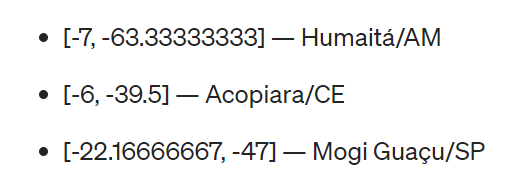 • [-7, -63.33333333] — Humaitá/AM
• [-6, -39.5] — Acopiara/CE
• [-22.16666667, -47] — Mogi Guaçu/SP